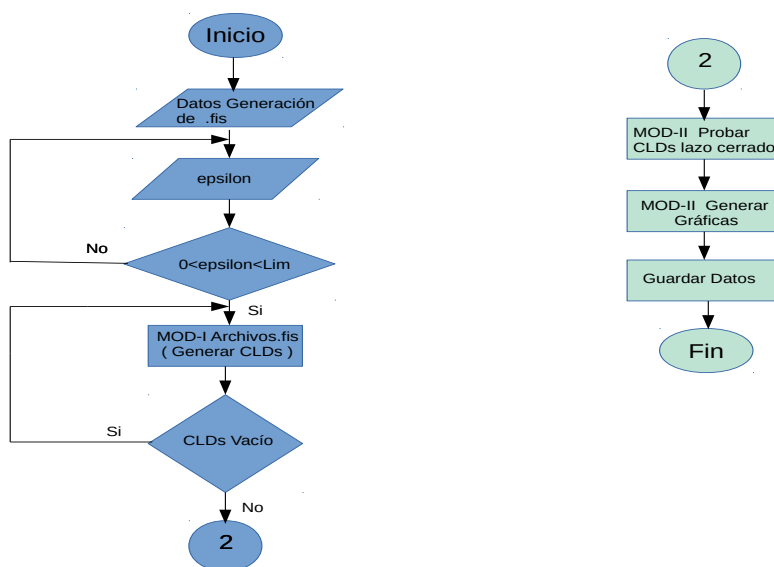 Inicio
Datos Generación
de .fis
epsilon
No
0<epsilon<Lim
Si
MOD-I Archivos.fis
( Generar CLDs )
Si
CLDs Vacío
No
2
2
MOD-II Probar
CLDs lazo cerrado
MOD-II Generar
Gráficas
Guardar Datos
Fin